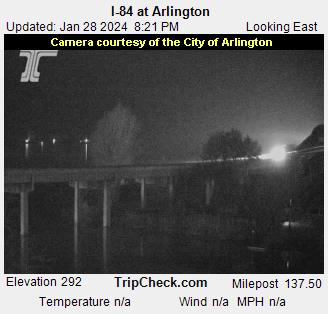 I-84 at Arlington
Updated: Jan 28 2024 8:21 PM Looking East
Camera courtesy of the City of Arlington
Elevation 292 TripCheck.com Milepost 137.50
Temperature n/a Wind n/a MPH n/a